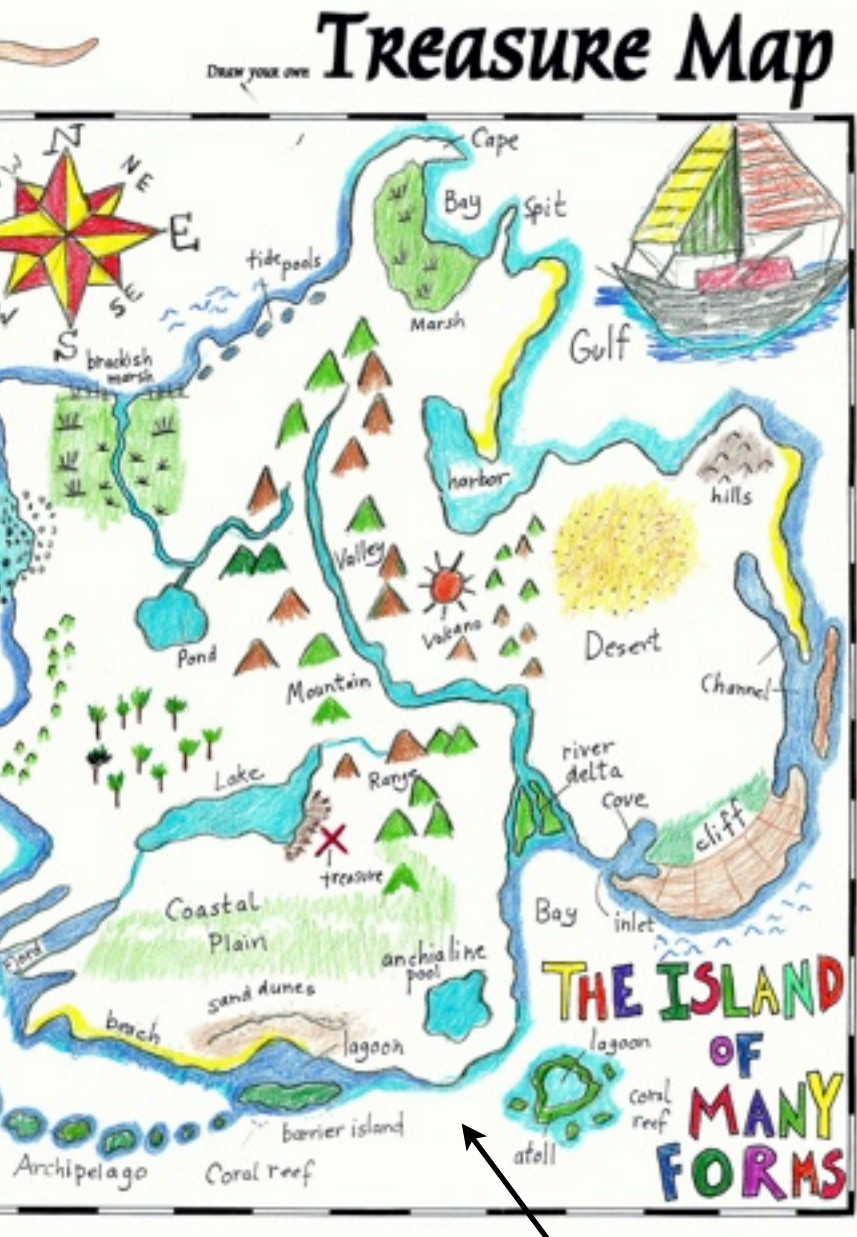 Draw your own Treasure Map
N
NE
E
SE
S
Cape
Bay
Spit
tide pools
Marsh
Gulf
brackish
marsh
harbor
hills
Valley
Volcano
Desert
Pond
Mountain
Channel
Range
river
delta
Lake
Cove
cliff
treasure
Coastal
Plain
Bay
inlet
fjord
anchialine
pool
sand dunes
beach
lagoon
THE ISLAND
OF
MANY
FORMS
lagoon
coral
reef
barrier island
atoll
Archipelago
Coral reef